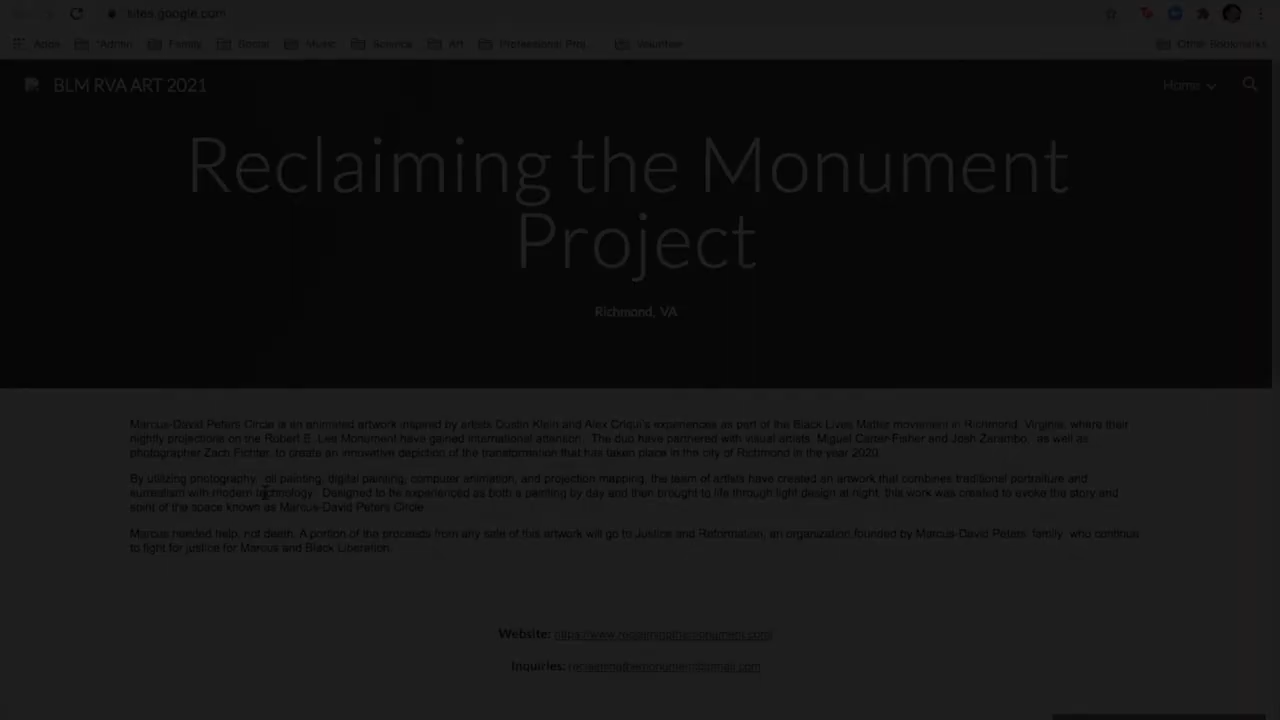 sites.google.com
Apps *Admin Family Social Music Service Art Professional Proj... Volunteer Other Bookmarks
BLM RVA ART 2021
Home
Reclaiming the Monument
Project
Richmond, VA
Marcus-David Peters Circle is an animated artwork inspired by artists Dustin Klein and Alex Criqui's experiences as part of the Black Lives Matter movement in Richmond, Virginia, where their
nightly projections on the Robert E. Lee Monument have gained international attention. The duo have partnered with visual artists, Miguel Carter-Fisher and Josh Zarambo, as well as
photographer Zach Fichter, to create an innovative depiction of the transformation that has taken place in the city of Richmond in the year 2020.
By utilizing photography, oil painting, digital painting, computer animation, and projection mapping, the team of artists have created an artwork that combines traditional portraiture and
surrealism with modern technology. Designed to be experienced as both a painting by day and then brought to life through light design at night, this work was created to evoke the story and
spirit of the space known as Marcus-David Peters Circle
Marcus needed help, not death. A portion of the proceeds from any sale of this artwork will go to Justice and Reformation, an organization founded by Marcus-David Peters' family, who continue
to fight for justice for Marcus and Black Liberation.
Website: https://www.reclaimingthemonument.com/
Inquiries: reclaimingthemonument@gmail.com